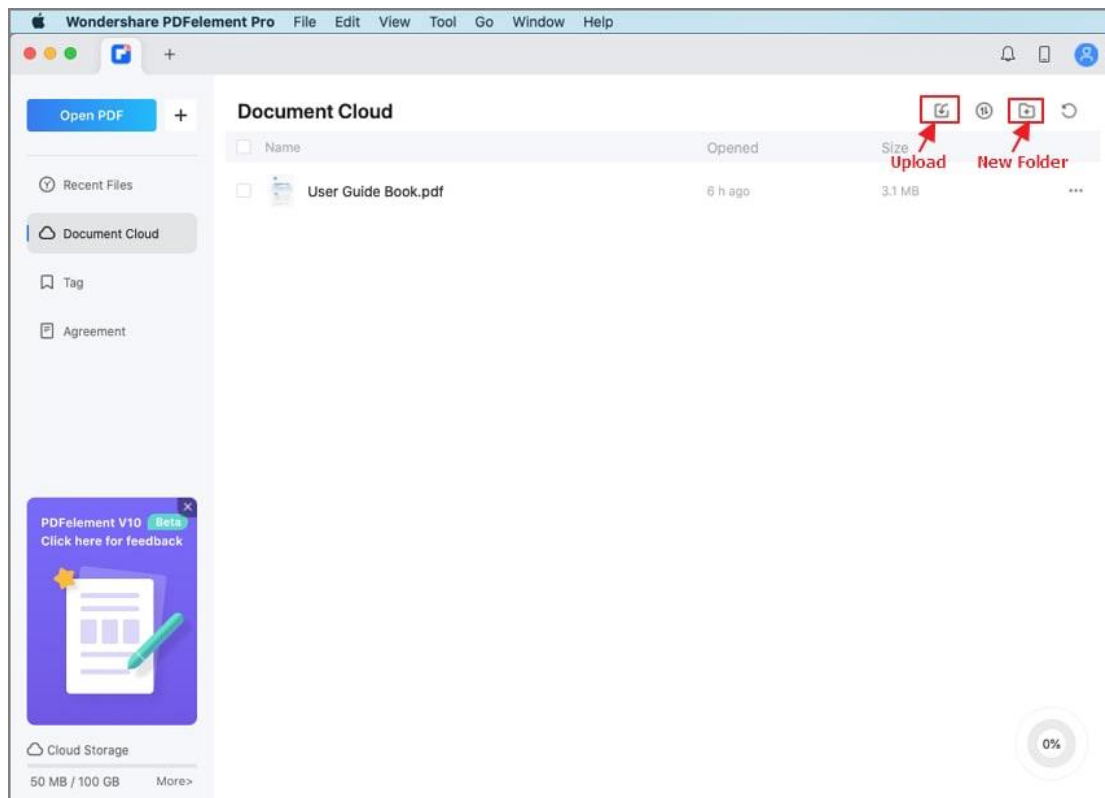 Wondershare PDFelement Pro File Edit View Tool Go Window Help
Open PDF +
Document Cloud
Name Opened Size
Upload New Folder
Recent Files
User Guide Book.pdf 6 h ago 3.1 MB ...
Document Cloud
Tag
Agreement
PDFelement V10 Beta
Click here for feedback
Cloud Storage
50 MB / 100 GB More>
0%